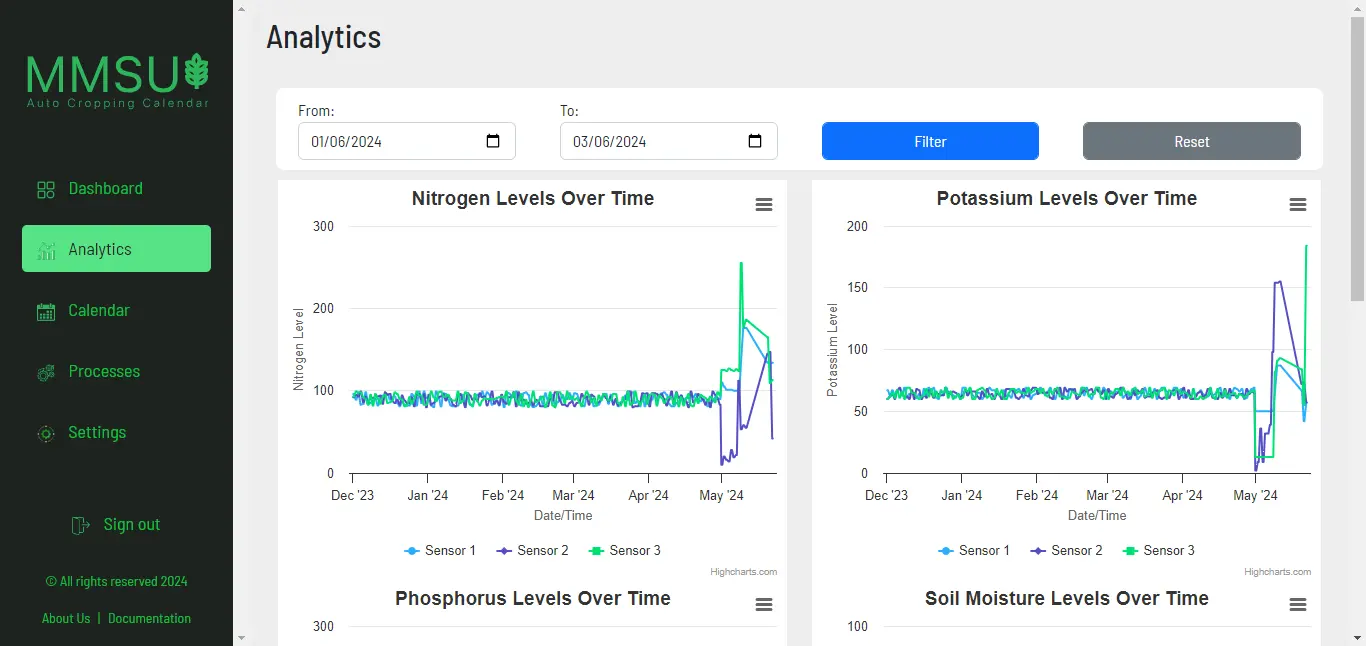 MMSU
Auto Cropping Calendar
Dashboard
Analytics
Calendar
Processes
Settings
Sign out
© All rights reserved 2024
About Us | Documentation
Analytics
From: To:
01/06/2024 03/06/2024 Filter Reset
Nitrogen Levels Over Time
300
200
100
0
Nitrogen Level
Dec '23 Jan '24 Feb '24 Mar '24 Apr '24 May '24
Date/Time
Sensor 1 Sensor 2 Sensor 3
Highcharts.com
Potassium Levels Over Time
200
150
100
50
0
Potassium Level
Dec '23 Jan '24 Feb '24 Mar '24 Apr '24 May '24
Date/Time
Sensor 1 Sensor 2 Sensor 3
Highcharts.com
Phosphorus Levels Over Time
300
Soil Moisture Levels Over Time
100